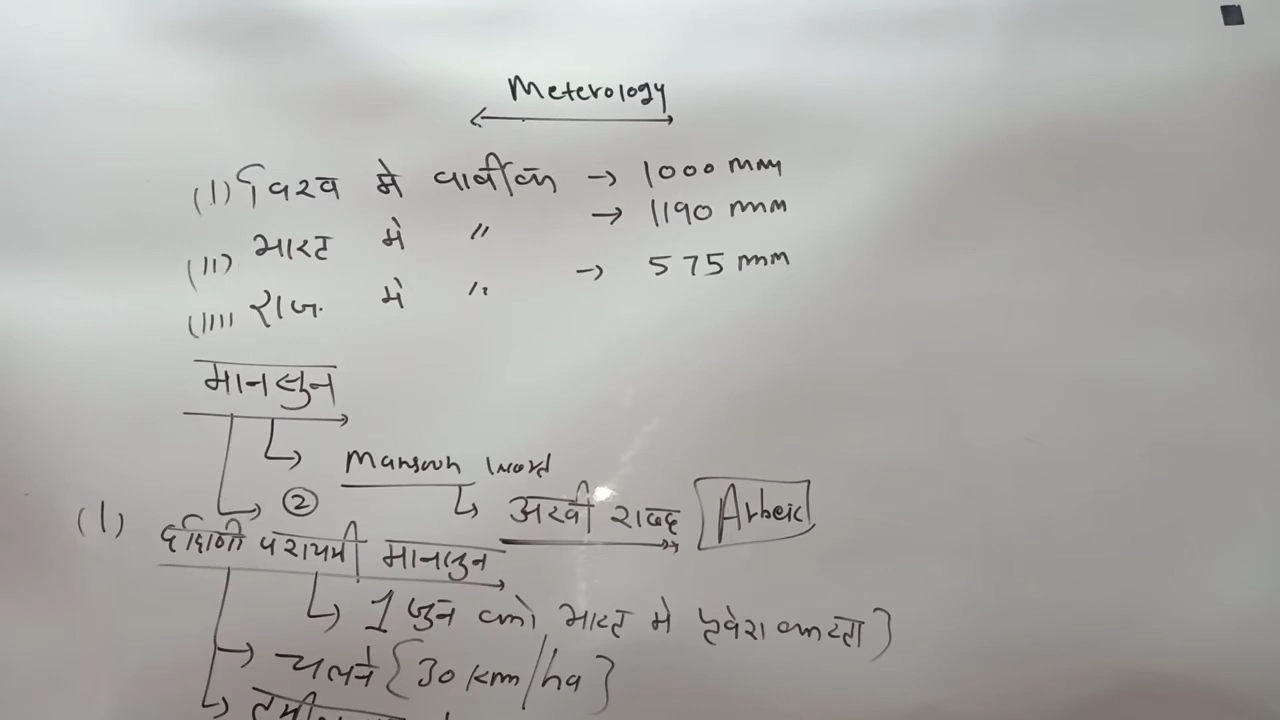 Meterology
(I) विश्व मे वार्षीक → 1000 mm
(II) भारत मे " → 1190 mm
(III) राज. मे " → 575 mm
मानसुन
Mansoon word
② अरबी शब्द Arbeic
(1) दक्षिणी पश्चिमी मानसुन
1 जुन को भारत मे प्रवेश करता }
चलने {30 km/ha}